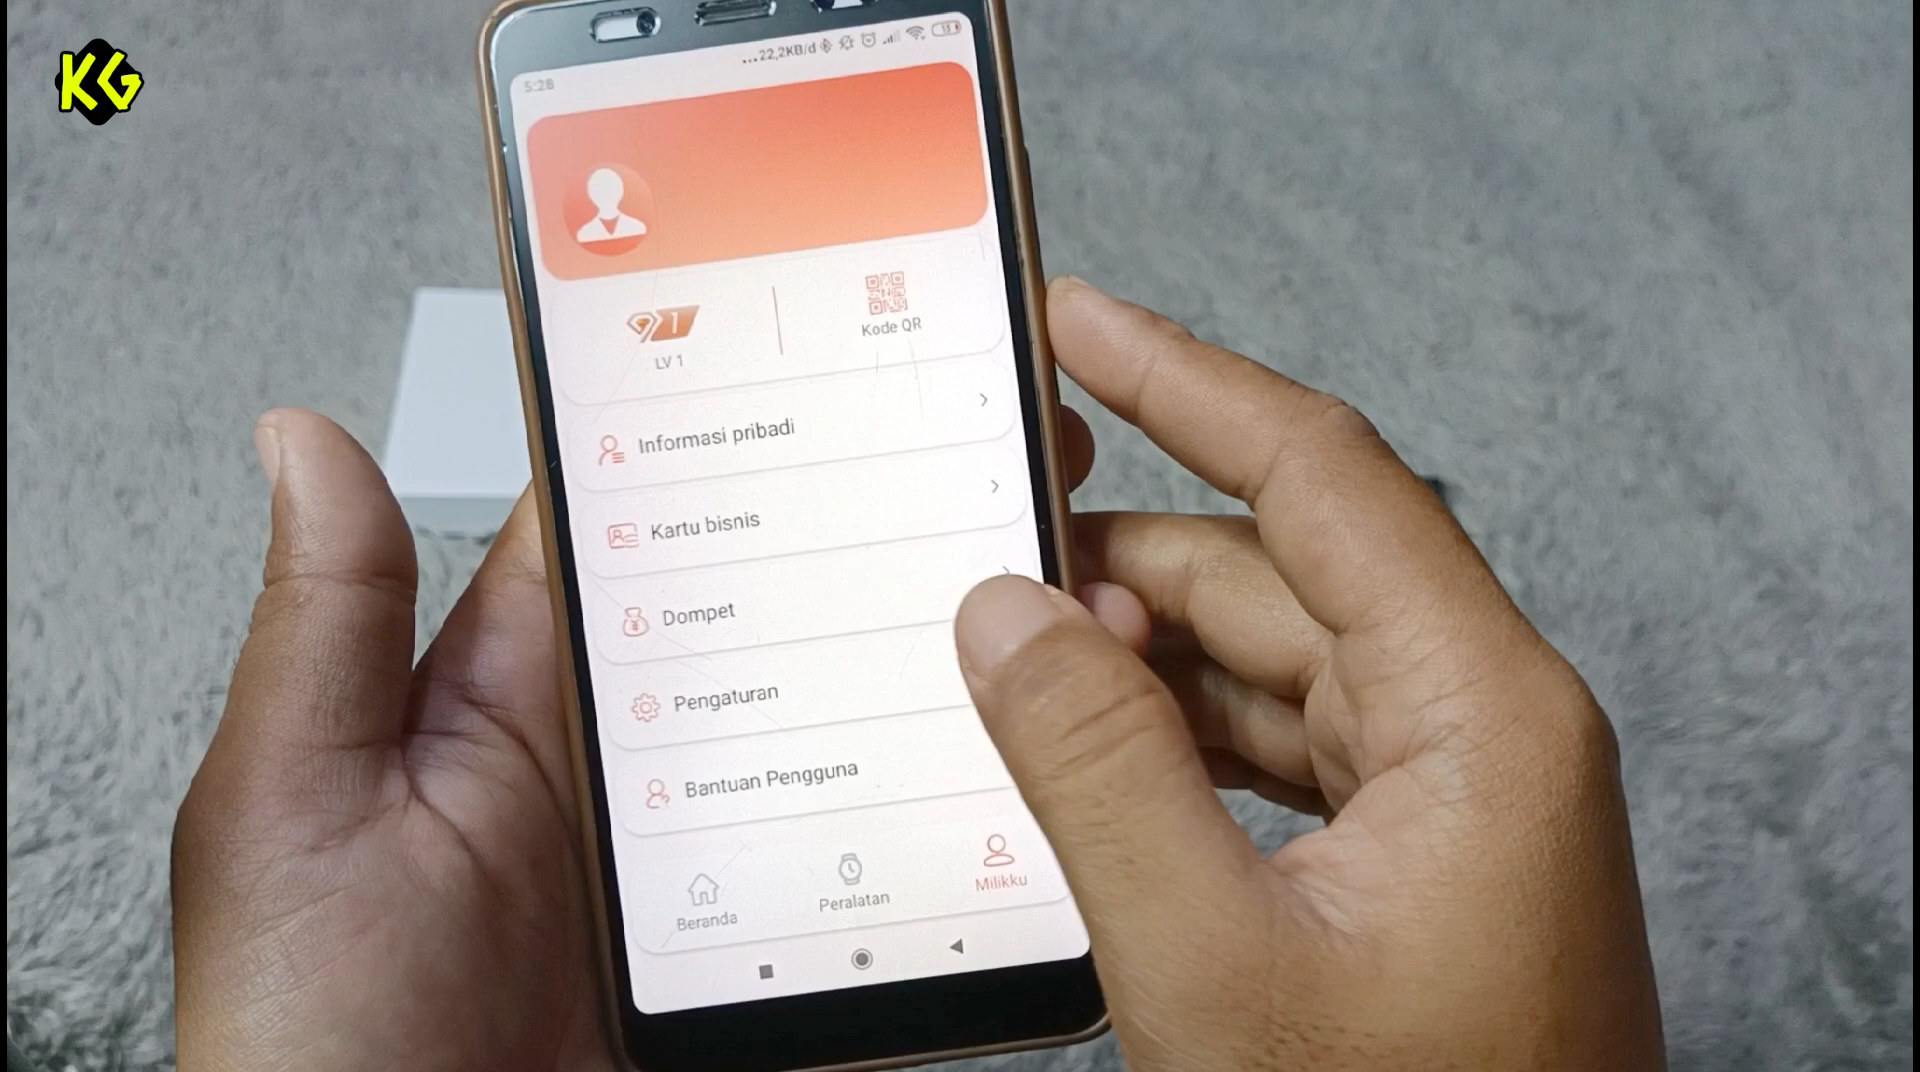 KG
5:28
...22,2KB/d
13
1
LV 1
Kode QR
Informasi pribadi
Kartu bisnis
Dompet
Pengaturan
Bantuan Pengguna
Beranda
Peralatan
Milikku